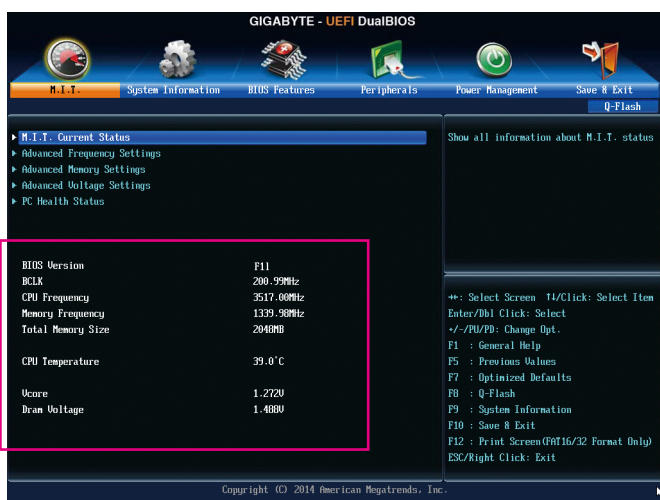 GIGABYTE - UEFI DualBIOS
M.I.T. System Information BIOS Features Peripherals Power Management Save & Exit
Q-Flash
M.I.T. Current Status
Advanced Frequency Settings
Advanced Memory Settings
Advanced Voltage Settings
PC Health Status
BIOS Version F11
BCLK 200.99MHz
CPU Frequency 3517.00MHz
Memory Frequency 1339.98MHz
Total Memory Size 2048MB
CPU Temperature 39.0°C
Vcore 1.272V
Dram Voltage 1.488V
Show all information about M.I.T. status
→←: Select Screen ↑↓/Click: Select Item
Enter/Dbl Click: Select
+/-/PU/PD: Change Opt.
F1 : General Help
F5 : Previous Values
F7 : Optimized Defaults
F8 : Q-Flash
F9 : System Information
F10 : Save & Exit
F12 : Print Screen(FAT16/32 Format Only)
ESC/Right Click: Exit
Copyright (C) 2014 American Megatrends, Inc.